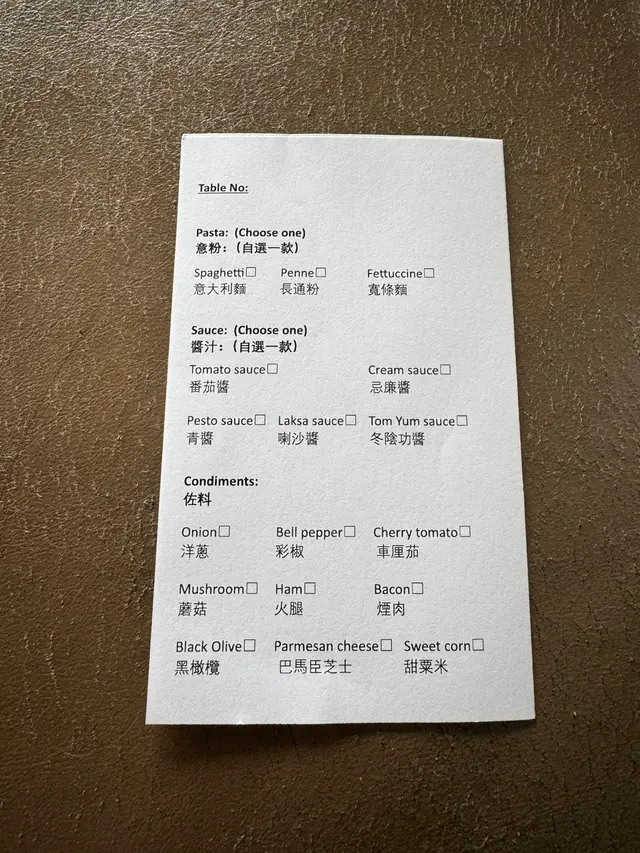 Table No:
Pasta: (Choose one)
意粉：（自選一款）
Spaghetti☐ Penne☐ Fettuccine☐
意大利麵 長通粉 寬條麵
Sauce: (Choose one)
醬汁：（自選一款）
Tomato sauce☐ Cream sauce☐
番茄醬 忌廉醬
Pesto sauce☐ Laksa sauce☐ Tom Yum sauce☐
青醬 喇沙醬 冬陰功醬
Condiments:
佐料
Onion☐ Bell pepper☐ Cherry tomato☐
洋蔥 彩椒 車厘茄
Mushroom☐ Ham☐ Bacon☐
蘑菇 火腿 煙肉
Black Olive☐ Parmesan cheese☐ Sweet corn☐
黑橄欖 巴馬臣芝士 甜粟米